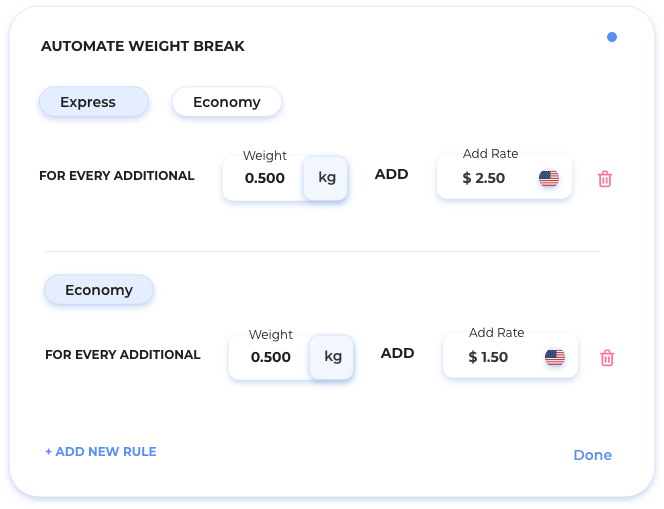 AUTOMATE WEIGHT BREAK
Express Economy
Weight Add Rate
FOR EVERY ADDITIONAL 0.500 kg ADD $ 2.50
Economy
Weight Add Rate
FOR EVERY ADDITIONAL 0.500 kg ADD $ 1.50
+ ADD NEW RULE Done